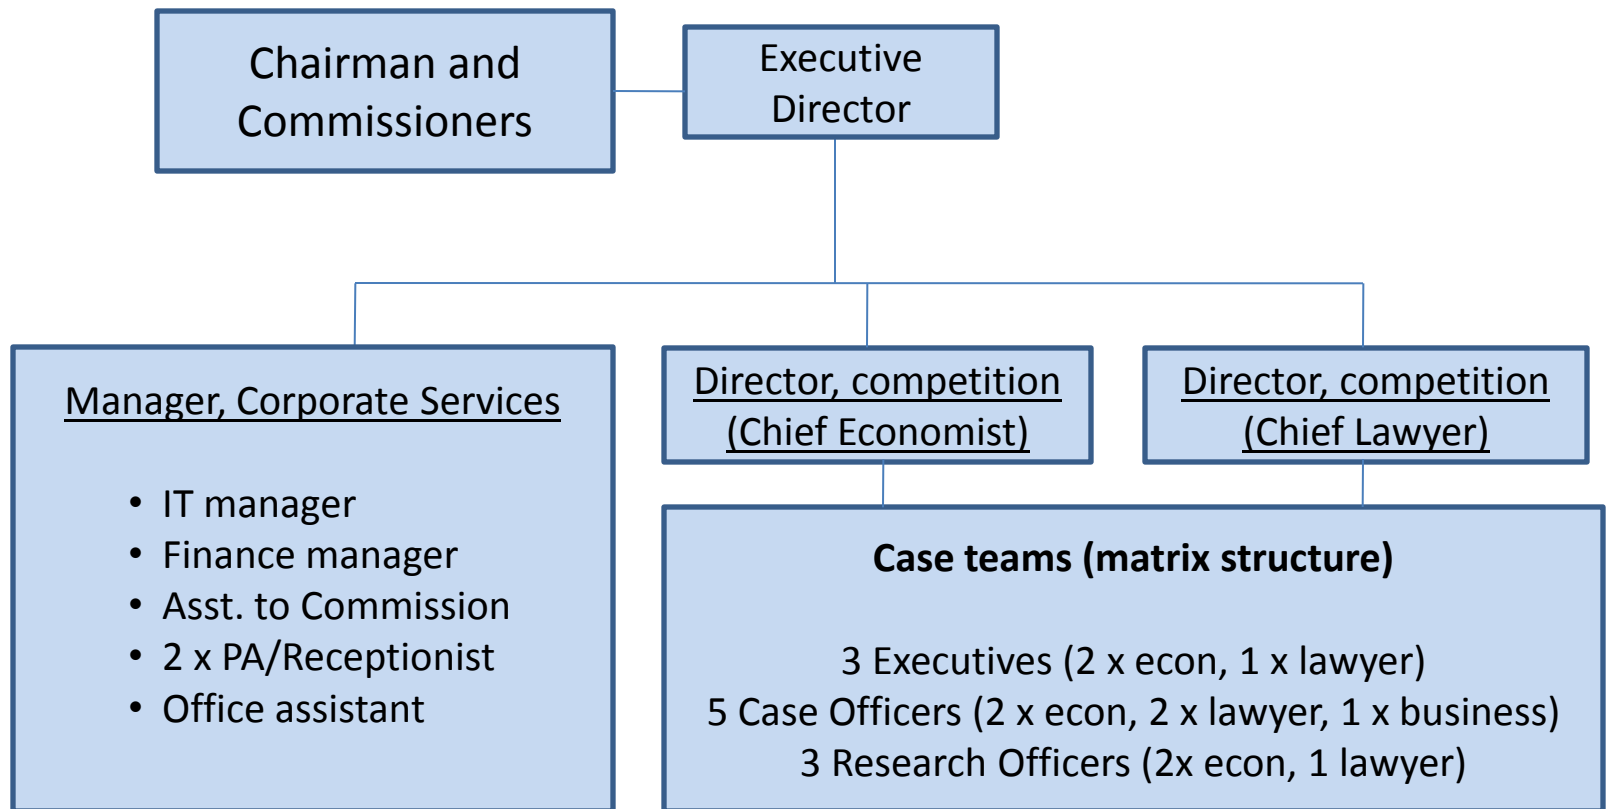 Chairman and
Commissioners
Executive
Director
Manager, Corporate Services
• IT manager
• Finance manager
• Asst. to Commission
• 2 x PA/Receptionist
• Office assistant
Director, competition
(Chief Economist)
Director, competition
(Chief Lawyer)
Case teams (matrix structure)
3 Executives (2 x econ, 1 x lawyer)
5 Case Officers (2 x econ, 2 x lawyer, 1 x business)
3 Research Officers (2x econ, 1 lawyer)